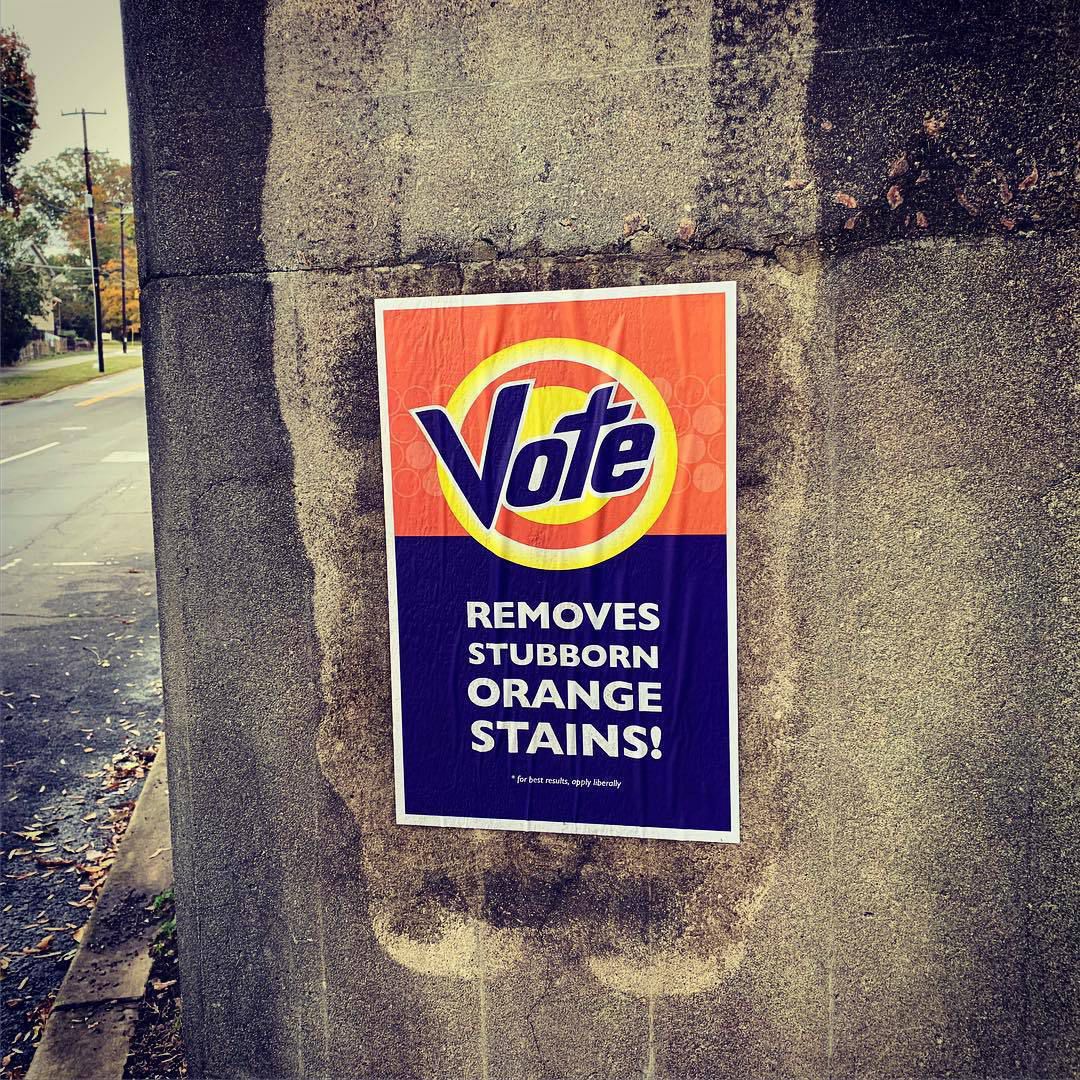 Vote
REMOVES
STUBBORN
ORANGE
STAINS!
* for best results, apply liberally